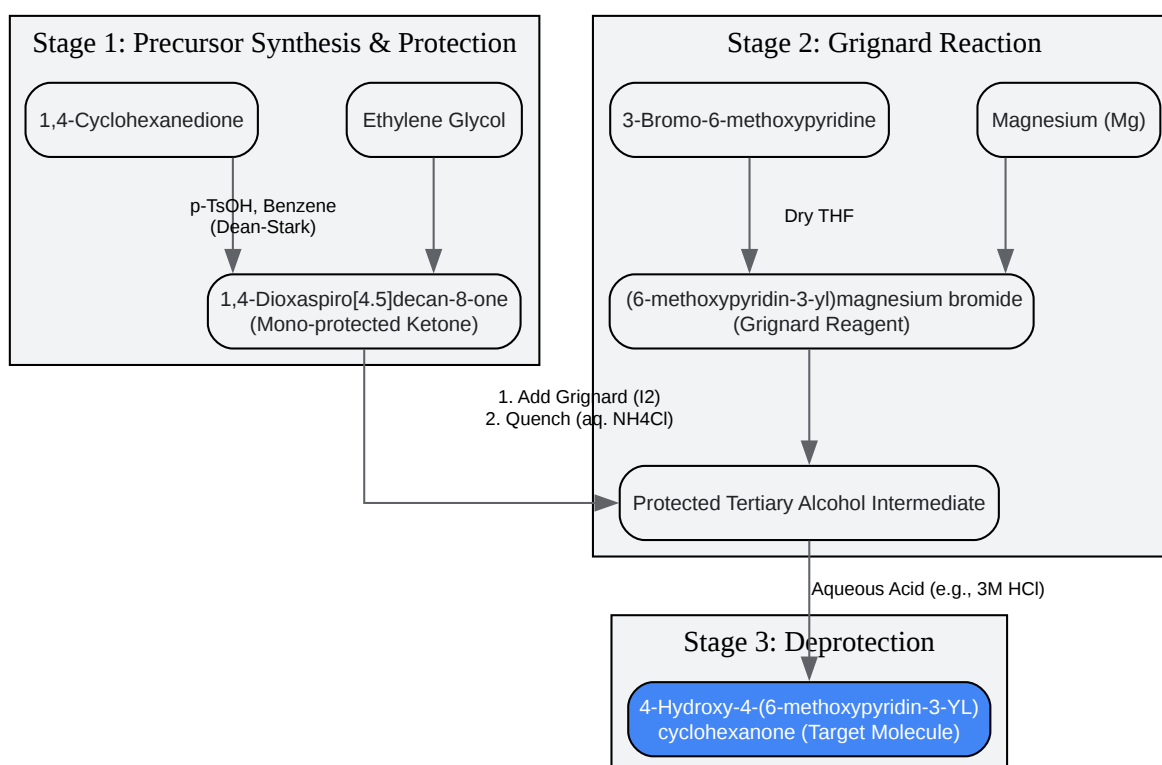 Stage 1: Precursor Synthesis & Protection
1,4-Cyclohexanedione
Ethylene Glycol
p-TsOH, Benzene
(Dean-Stark)
1,4-Dioxaspiro[4.5]decan-8-one
(Mono-protected Ketone)
Stage 2: Grignard Reaction
3-Bromo-6-methoxypyridine
Magnesium (Mg)
Dry THF
(6-methoxypyridin-3-yl)magnesium bromide
(Grignard Reagent)
1. Add Grignard (I2)
2. Quench (aq. NH4Cl)
Protected Tertiary Alcohol Intermediate
Aqueous Acid (e.g., 3M HCl)
Stage 3: Deprotection
4-Hydroxy-4-(6-methoxypyridin-3-YL)
cyclohexanone (Target Molecule)